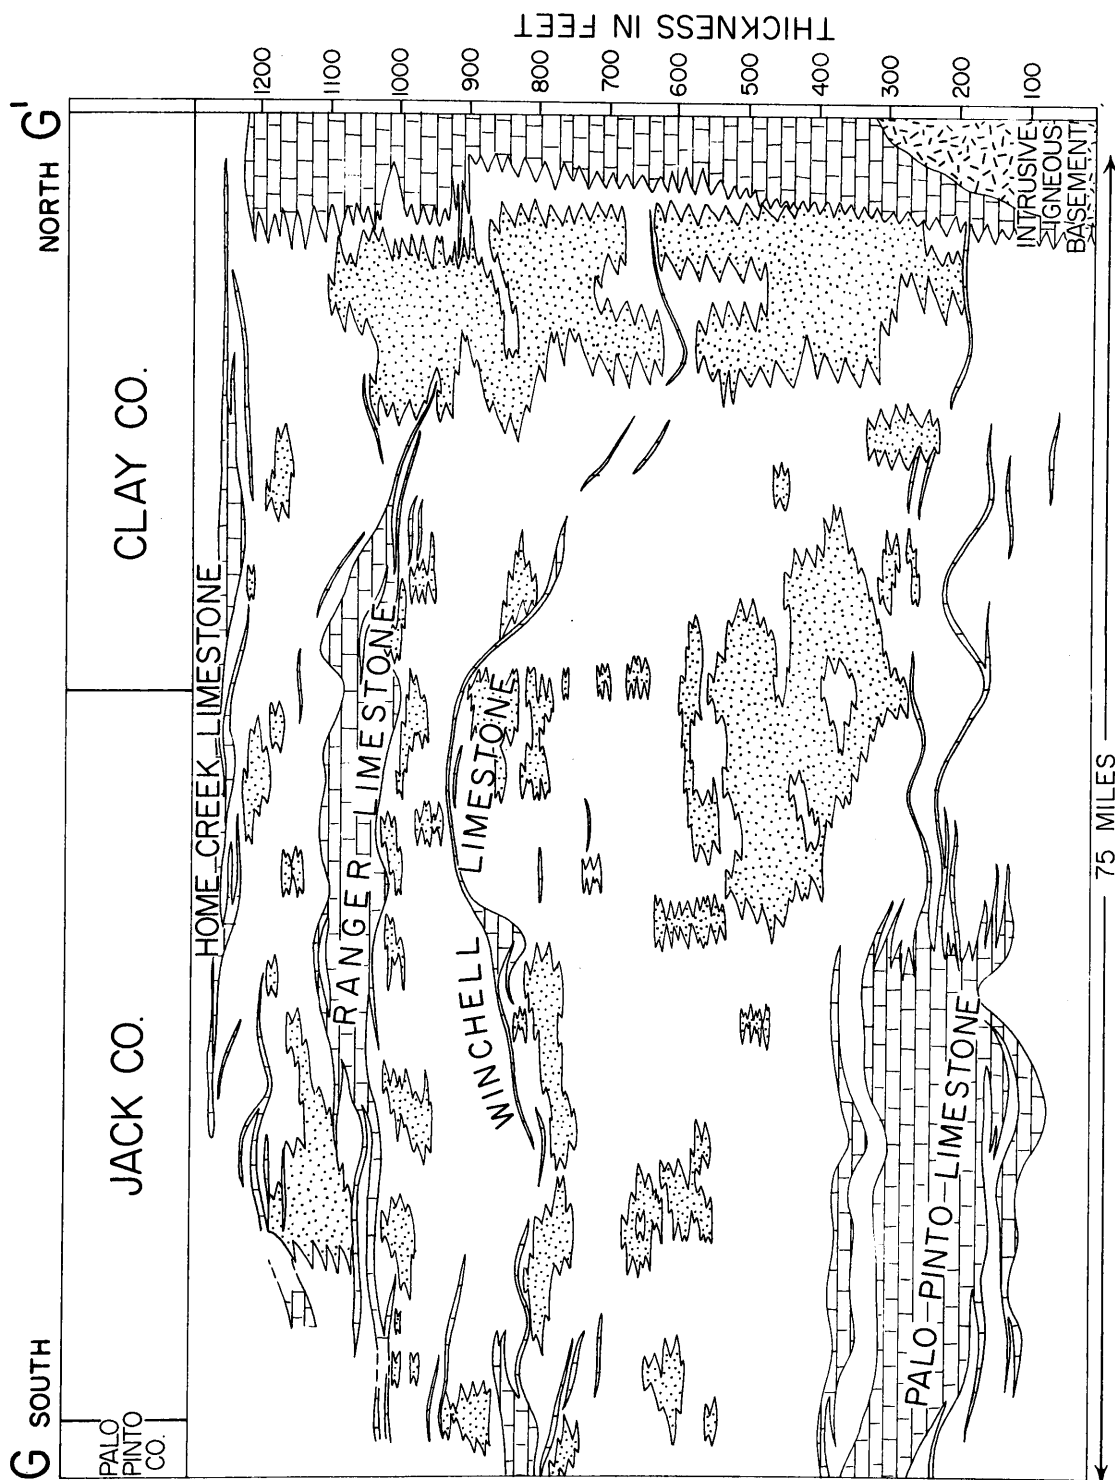 G SOUTH
NORTH G'
PALO
PINTO
CO.
JACK CO.
CLAY CO.
HOME CREEK LIMESTONE
RANGER LIMESTONE
WINCHELL LIMESTONE
PALO PINTO LIMESTONE
INTRUSIVE
IGNEOUS
BASEMENT
1200
1100
1000
900
800
700
600
500
400
300
200
100
THICKNESS IN FEET
75 MILES